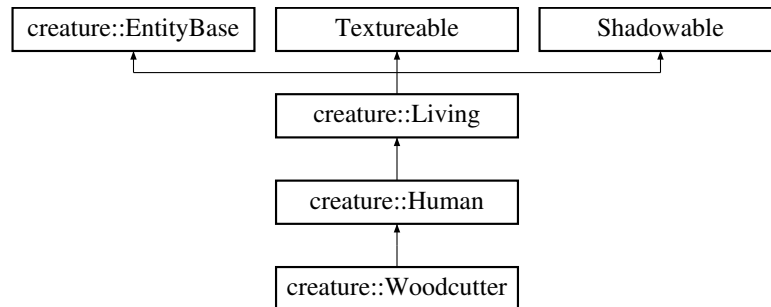 creature::EntityBase
Textureable
Shadowable
creature::Living
creature::Human
creature::Woodcutter